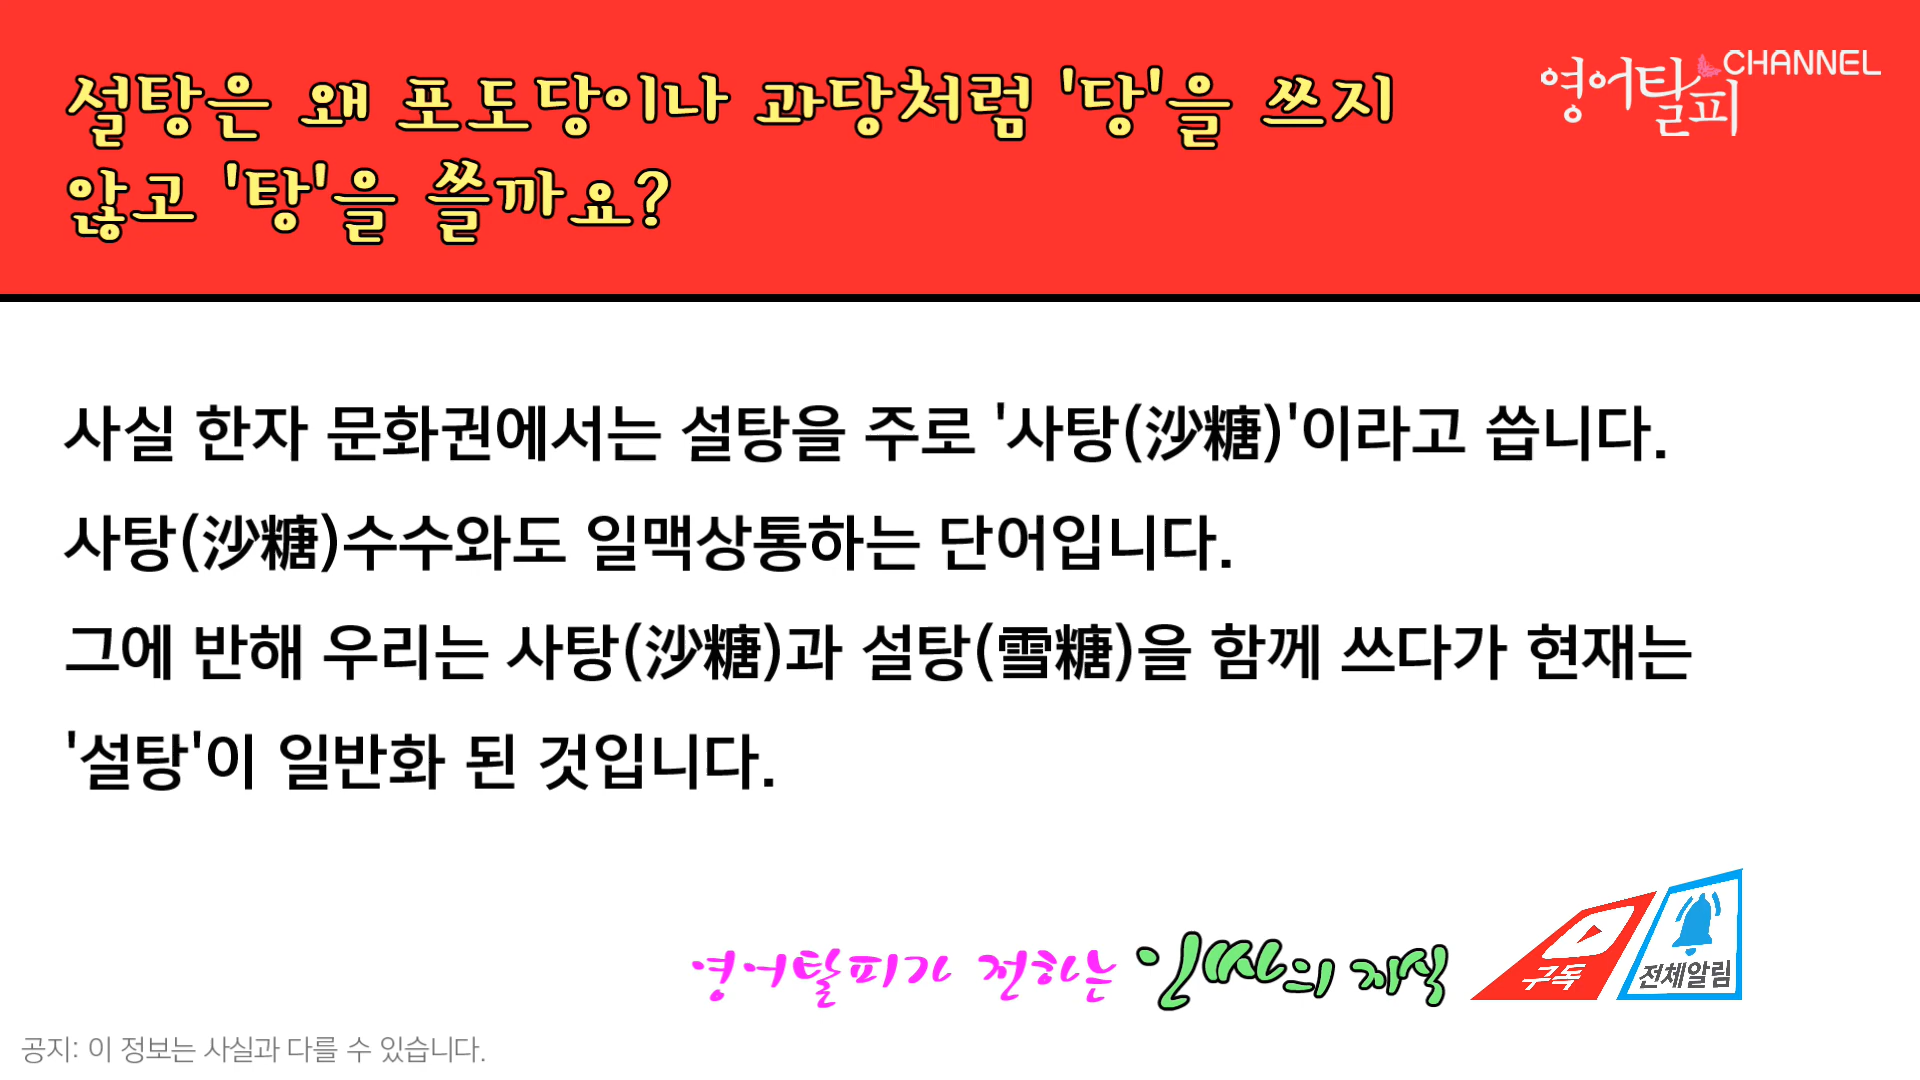 설탕은 왜 포도당이나 과당처럼 '당'을 쓰지
않고 '탕'을 쓸까요?
영어탈피 CHANNEL
사실 한자 문화권에서는 설탕을 주로 '사탕(沙糖)'이라고 씁니다.
사탕(沙糖)수수와도 일맥상통하는 단어입니다.
그에 반해 우리는 사탕(沙糖)과 설탕(雪糖)을 함께 쓰다가 현재는
'설탕'이 일반화 된 것입니다.
영어탈피가 전하는 인싸의 지식
구독 전체알림
공지: 이 정보는 사실과 다를 수 있습니다.